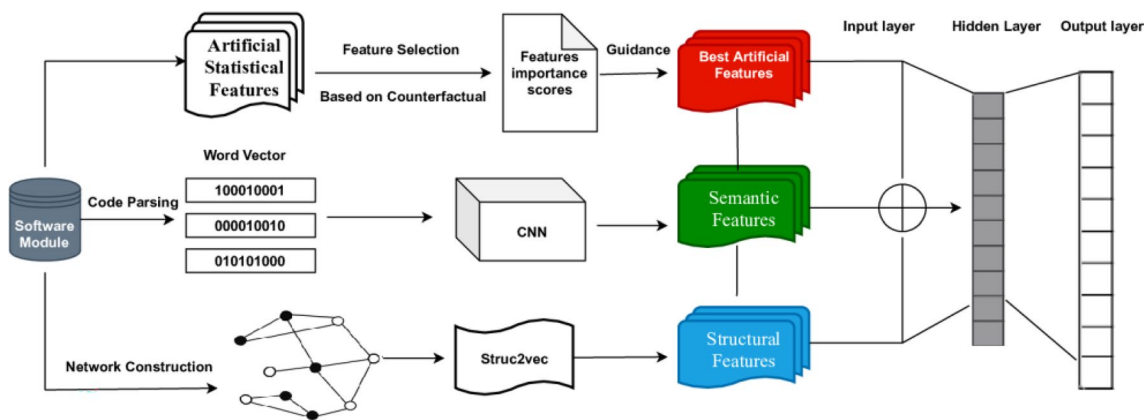 Artificial
Statistical
Features
Feature Selection
Based on Counterfactual
Features
importance
scores
Guidance
Best Artificial
Features
Input layer
Hidden Layer
Output layer
Software
Module
Code Parsing
Word Vector
100010001
000010010
010101000
CNN
Semantic
Features
Network Construction
Struc2vec
Structural
Features